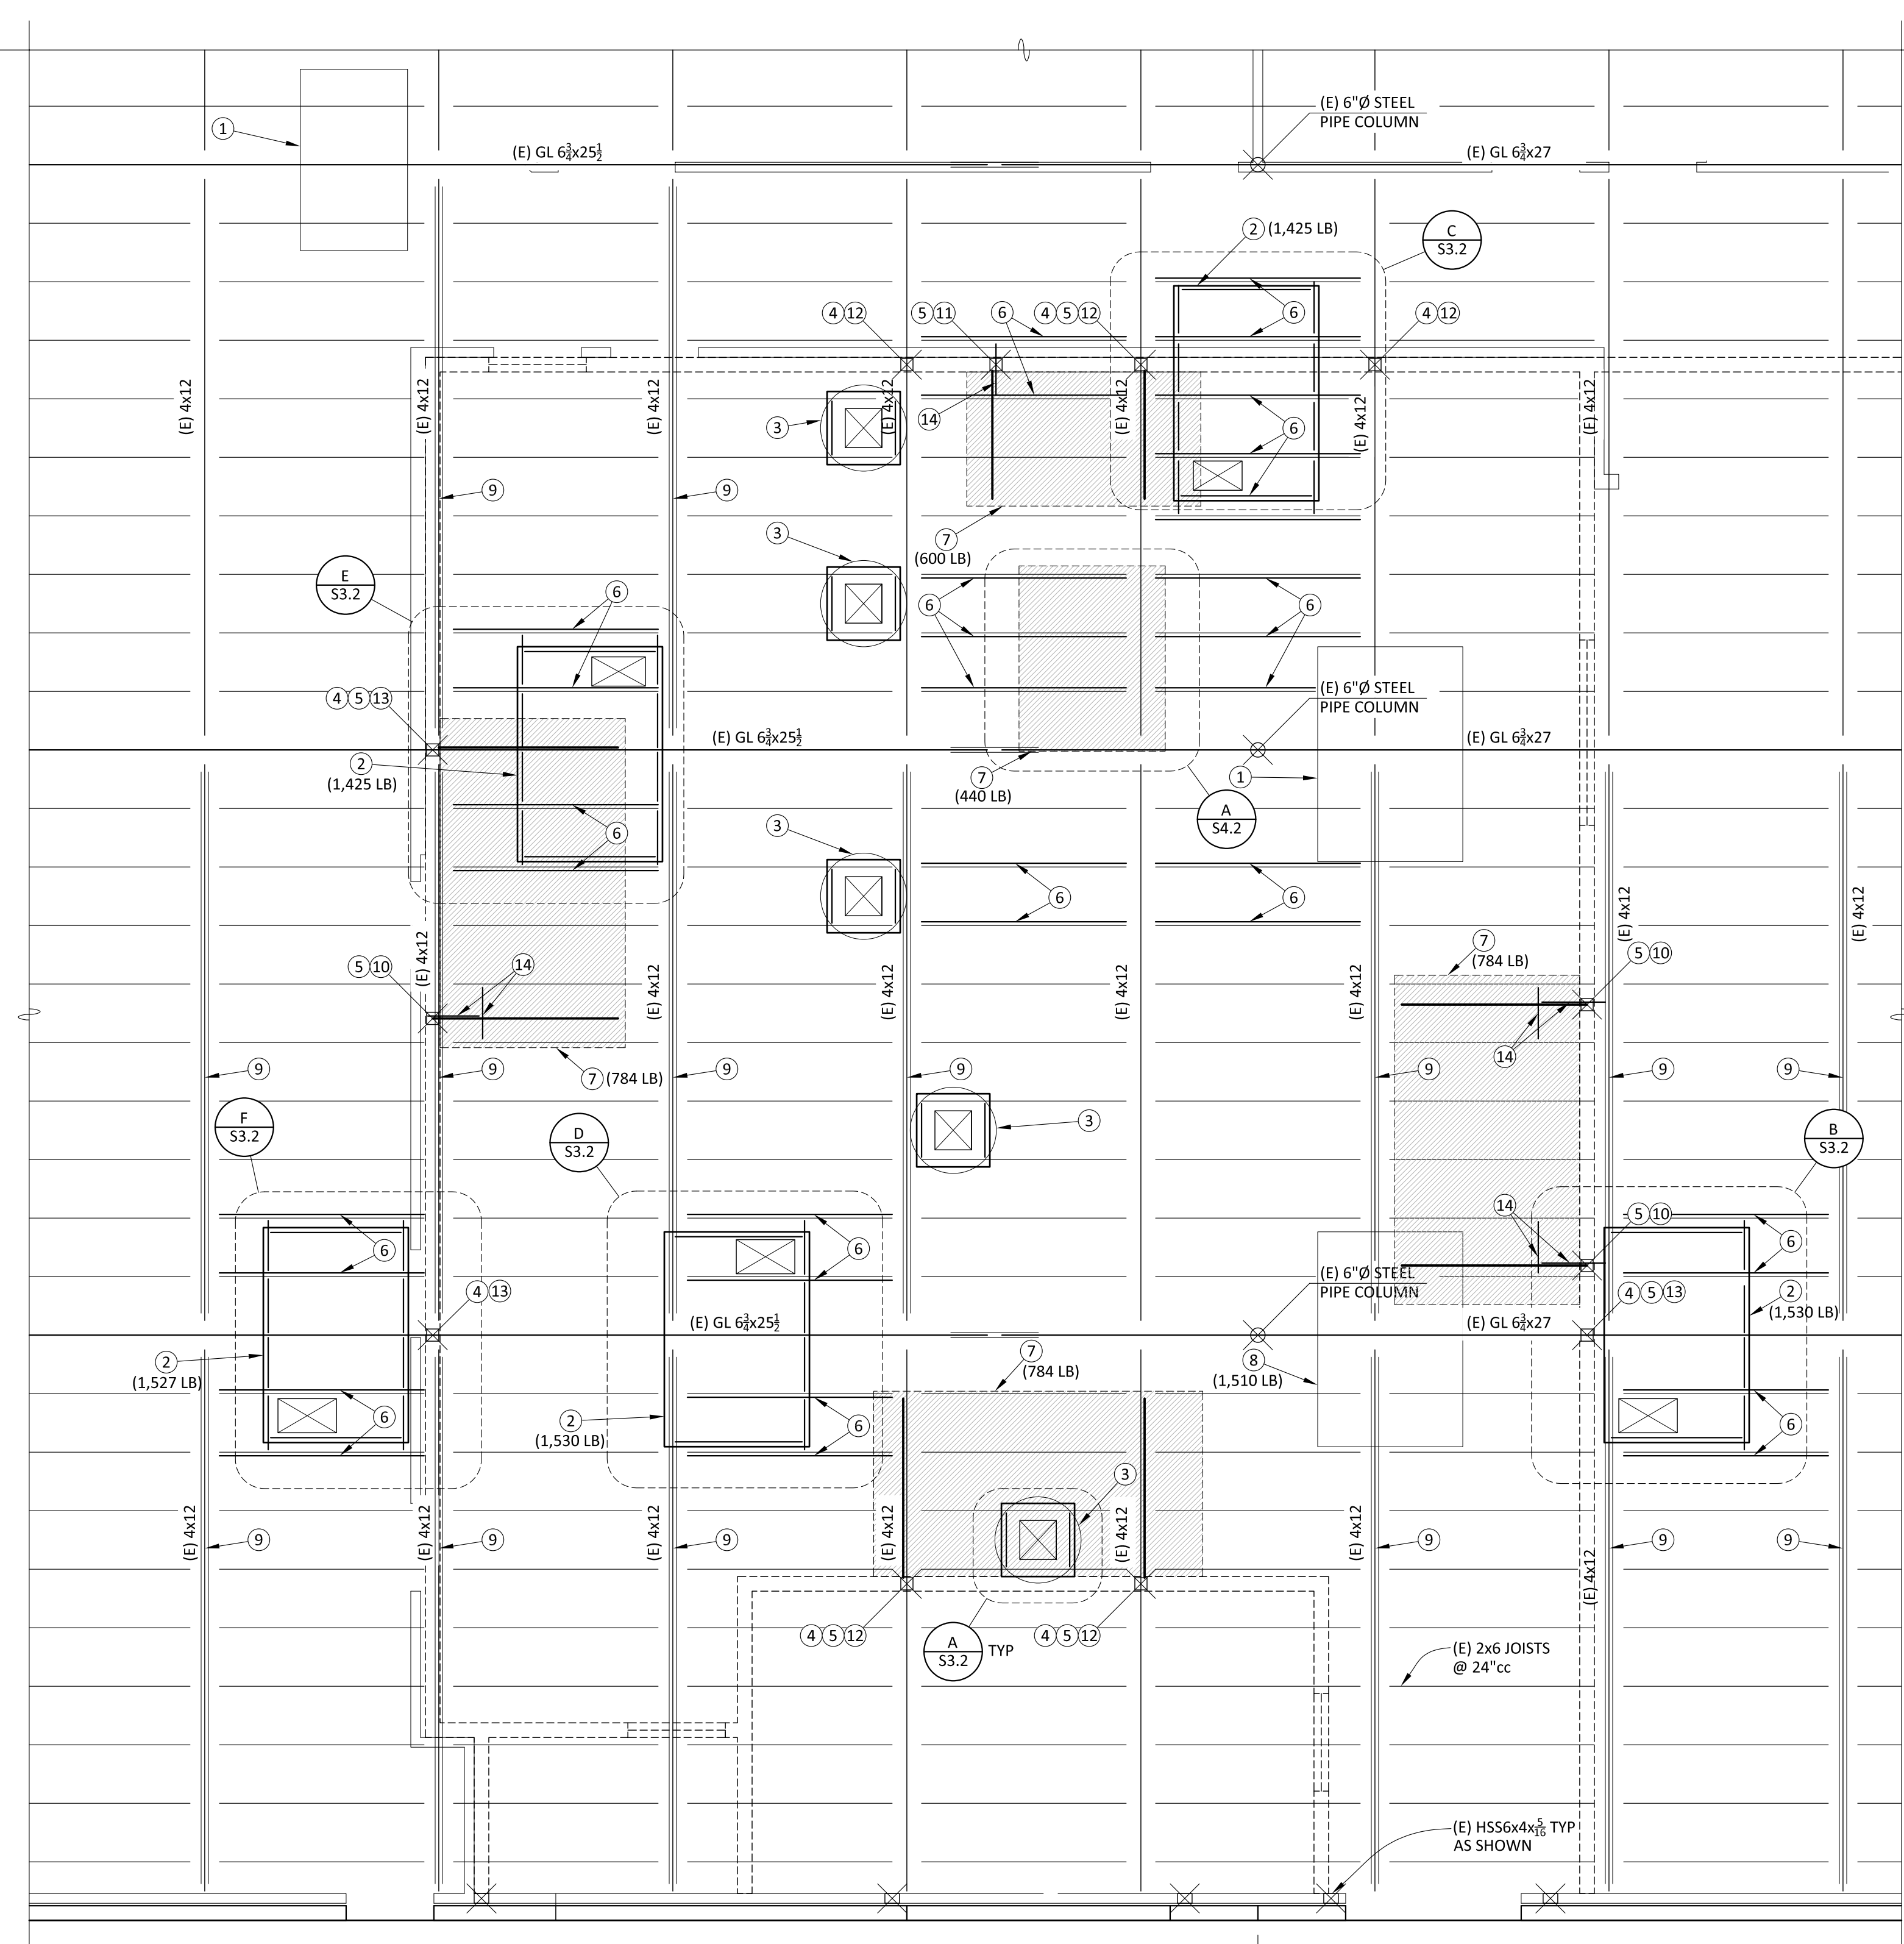 (E) 6"Ø STEEL
PIPE COLUMN
1
(E) GL 6¾x25½
(E) GL 6¾x27
2 (1,425 LB)
C
S3.2
4 12
5 11
6
4 5 12
6
4 12
(E) 4x12
(E) 4x12
(E) 4x12
(E) 4x12
(E) 4x12
(E) 4x12
(E) 4x12
3
14
6
9
9
3
7
(600 LB)
E
S3.2
6
6
6
4 5 13
(E) 6"Ø STEEL
PIPE COLUMN
(E) GL 6¾x25½
(E) GL 6¾x27
2
(1,425 LB)
7
(440 LB)
1
A
S4.2
3
6
6
6
(E) 4x12
(E) 4x12
(E) 4x12
7
(784 LB)
5 10
5 10
14
(E) 4x12
(E) 4x12
(E) 4x12
(E) 4x12
14
9
9
9
9
9
9
9
7 (784 LB)
3
F
S3.2
D
S3.2
B
S3.2
14
5 10
6
6
6
4 13
(E) 6"Ø STEEL
PIPE COLUMN
4 5 13
2
(1,530 LB)
(E) GL 6¾x25½
(E) GL 6¾x27
2
(1,527 LB)
7
(784 LB)
8
(1,510 LB)
6
2
(1,530 LB)
6
6
3
(E) 4x12
(E) 4x12
(E) 4x12
(E) 4x12
(E) 4x12
(E) 4x12
(E) 4x12
9
9
9
9
9
9
4 5 12
4 5 12
A
S3.2
TYP
(E) 2x6 JOISTS
@ 24"cc
(E) HSS6x4x5/16 TYP
AS SHOWN